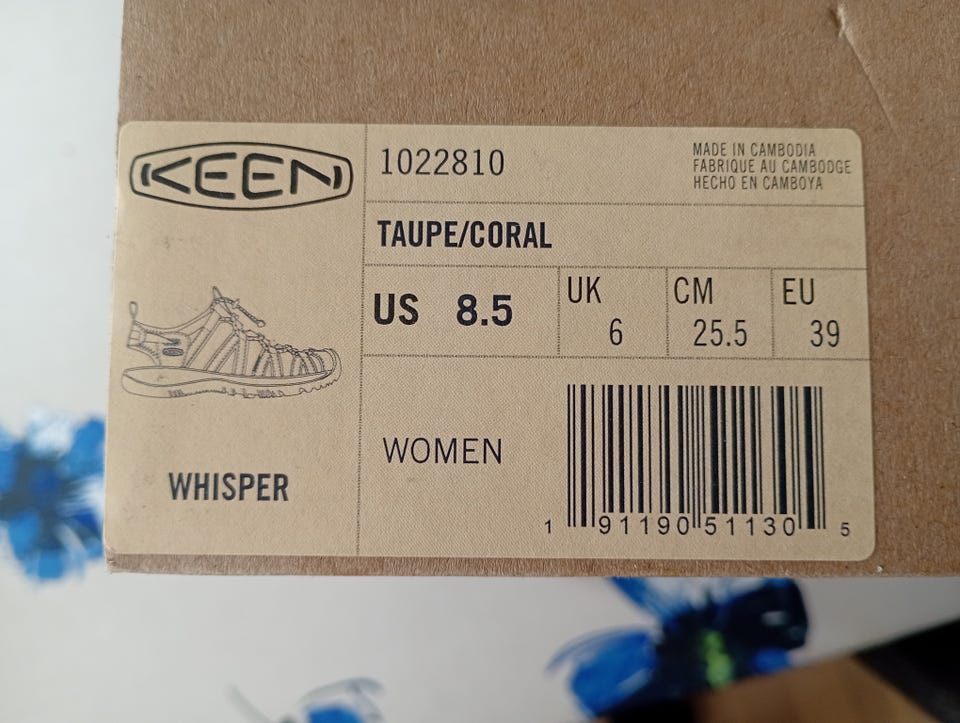 KEEN
1022810
MADE IN CAMBODIA
FABRIQUE AU CAMBODGE
HECHO EN CAMBOYA
TAUPE/CORAL
US 8.5
UK 6
CM 25.5
EU 39
WOMEN
WHISPER
1 91190 51130 5